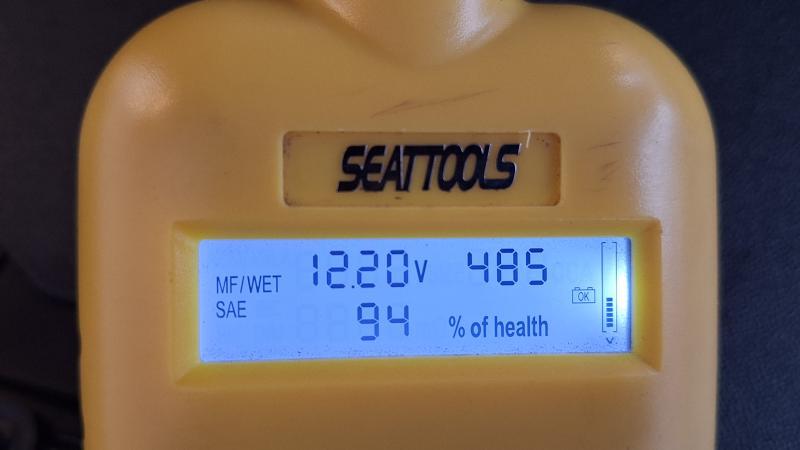 SEATTOOLS
MF/WET 12.20V 485
SAE 94 % of health
OK
V